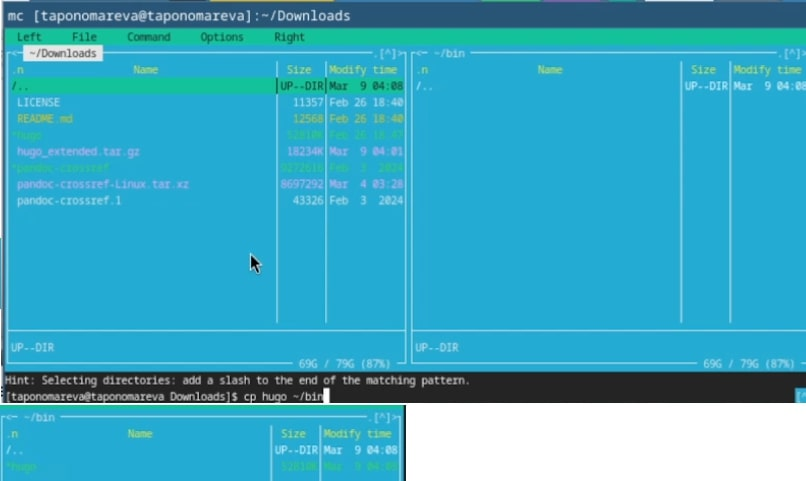 mc [taponomareva@taponomareva]:~/Downloads
Left File Command Options Right
<─ ~/Downloads .[^]> <─ ~/bin .[^]>
.n Name Size Modify time .n Name Size Modify time
/.. UP--DIR Mar 9 04:08 /.. UP--DIR Mar 9 04:08
LICENSE 11357 Feb 26 18:40
README.md 12568 Feb 26 18:40
*hugo 52810K Feb 26 18:47
hugo_extended.tar.gz 18234K Mar 9 04:01
*pandoc-crossref Feb 3 2024
pandoc-crossref-Linux.tar.xz 8697292 Mar 4 03:28
pandoc-crossref.1 43326 Feb 3 2024
UP--DIR UP--DIR
69G / 79G (87%) 69G / 79G (87%)
Hint: Selecting directories: add a slash to the end of the matching pattern.
[taponomareva@taponomareva Downloads]$ cp hugo ~/bin [^
<─ ~/bin .[^]>
.n Name Size Modify time
/.. UP--DIR Mar 9 04:08
*hugo 52810K Mar 9 04:08